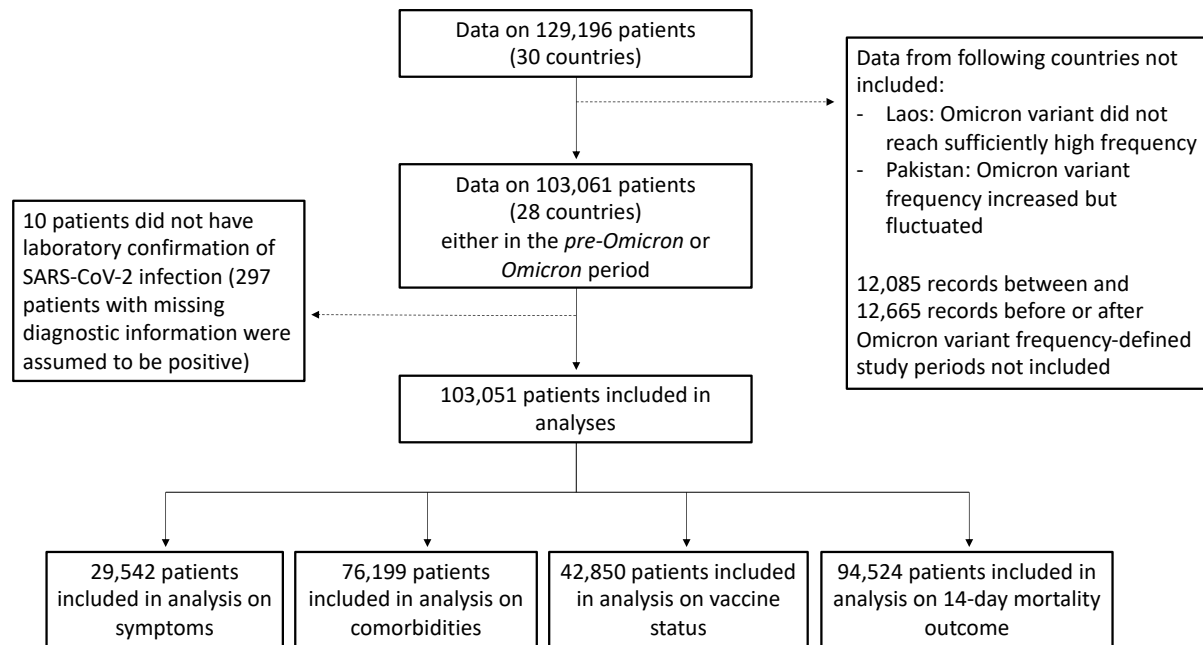 Data on 129,196 patients
(30 countries)
Data from following countries not
included:
- Laos: Omicron variant did not
reach sufficiently high frequency
- Pakistan: Omicron variant
frequency increased but
fluctuated
12,085 records between and
12,665 records before or after
Omicron variant frequency-defined
study periods not included
Data on 103,061 patients
(28 countries)
either in the pre-Omicron or
Omicron period
10 patients did not have
laboratory confirmation of
SARS-CoV-2 infection (297
patients with missing
diagnostic information were
assumed to be positive)
103,051 patients included in
analyses
29,542 patients
included in analysis on
symptoms
76,199 patients
included in analysis on
comorbidities
42,850 patients included
in analysis on vaccine
status
94,524 patients included in
analysis on 14-day mortality
outcome